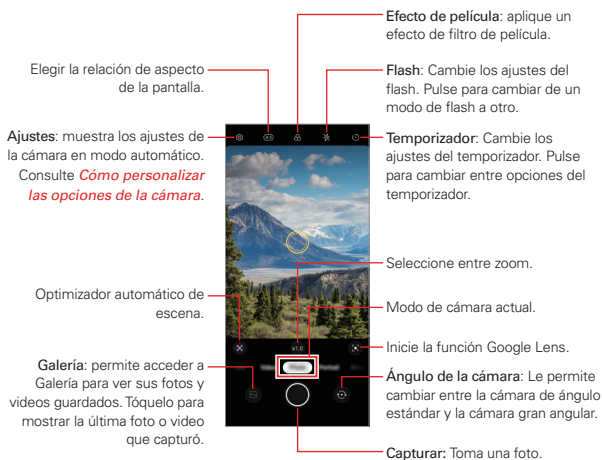 Efecto de película: aplique un
efecto de filtro de película.
Elegir la relación de aspecto
de la pantalla.
Flash: Cambie los ajustes del
flash. Pulse para cambiar de un
modo de flash a otro.
Ajustes: muestra los ajustes de
la cámara en modo automático.
Consulte Cómo personalizar
las opciones de la cámara.
Temporizador: Cambie los
ajustes del temporizador. Pulse
para cambiar entre opciones del
temporizador.
Seleccione entre zoom.
Optimizador automático de
escena.
Modo de cámara actual.
x1.0
Inicie la función Google Lens.
Galería: permite acceder a
Galería para ver sus fotos y
videos guardados. Tóquelo para
mostrar la última foto o video
que capturó.
Ángulo de la cámara: Le permite
cambiar entre la cámara de ángulo
estándar y la cámara gran angular.
Capturar: Toma una foto.